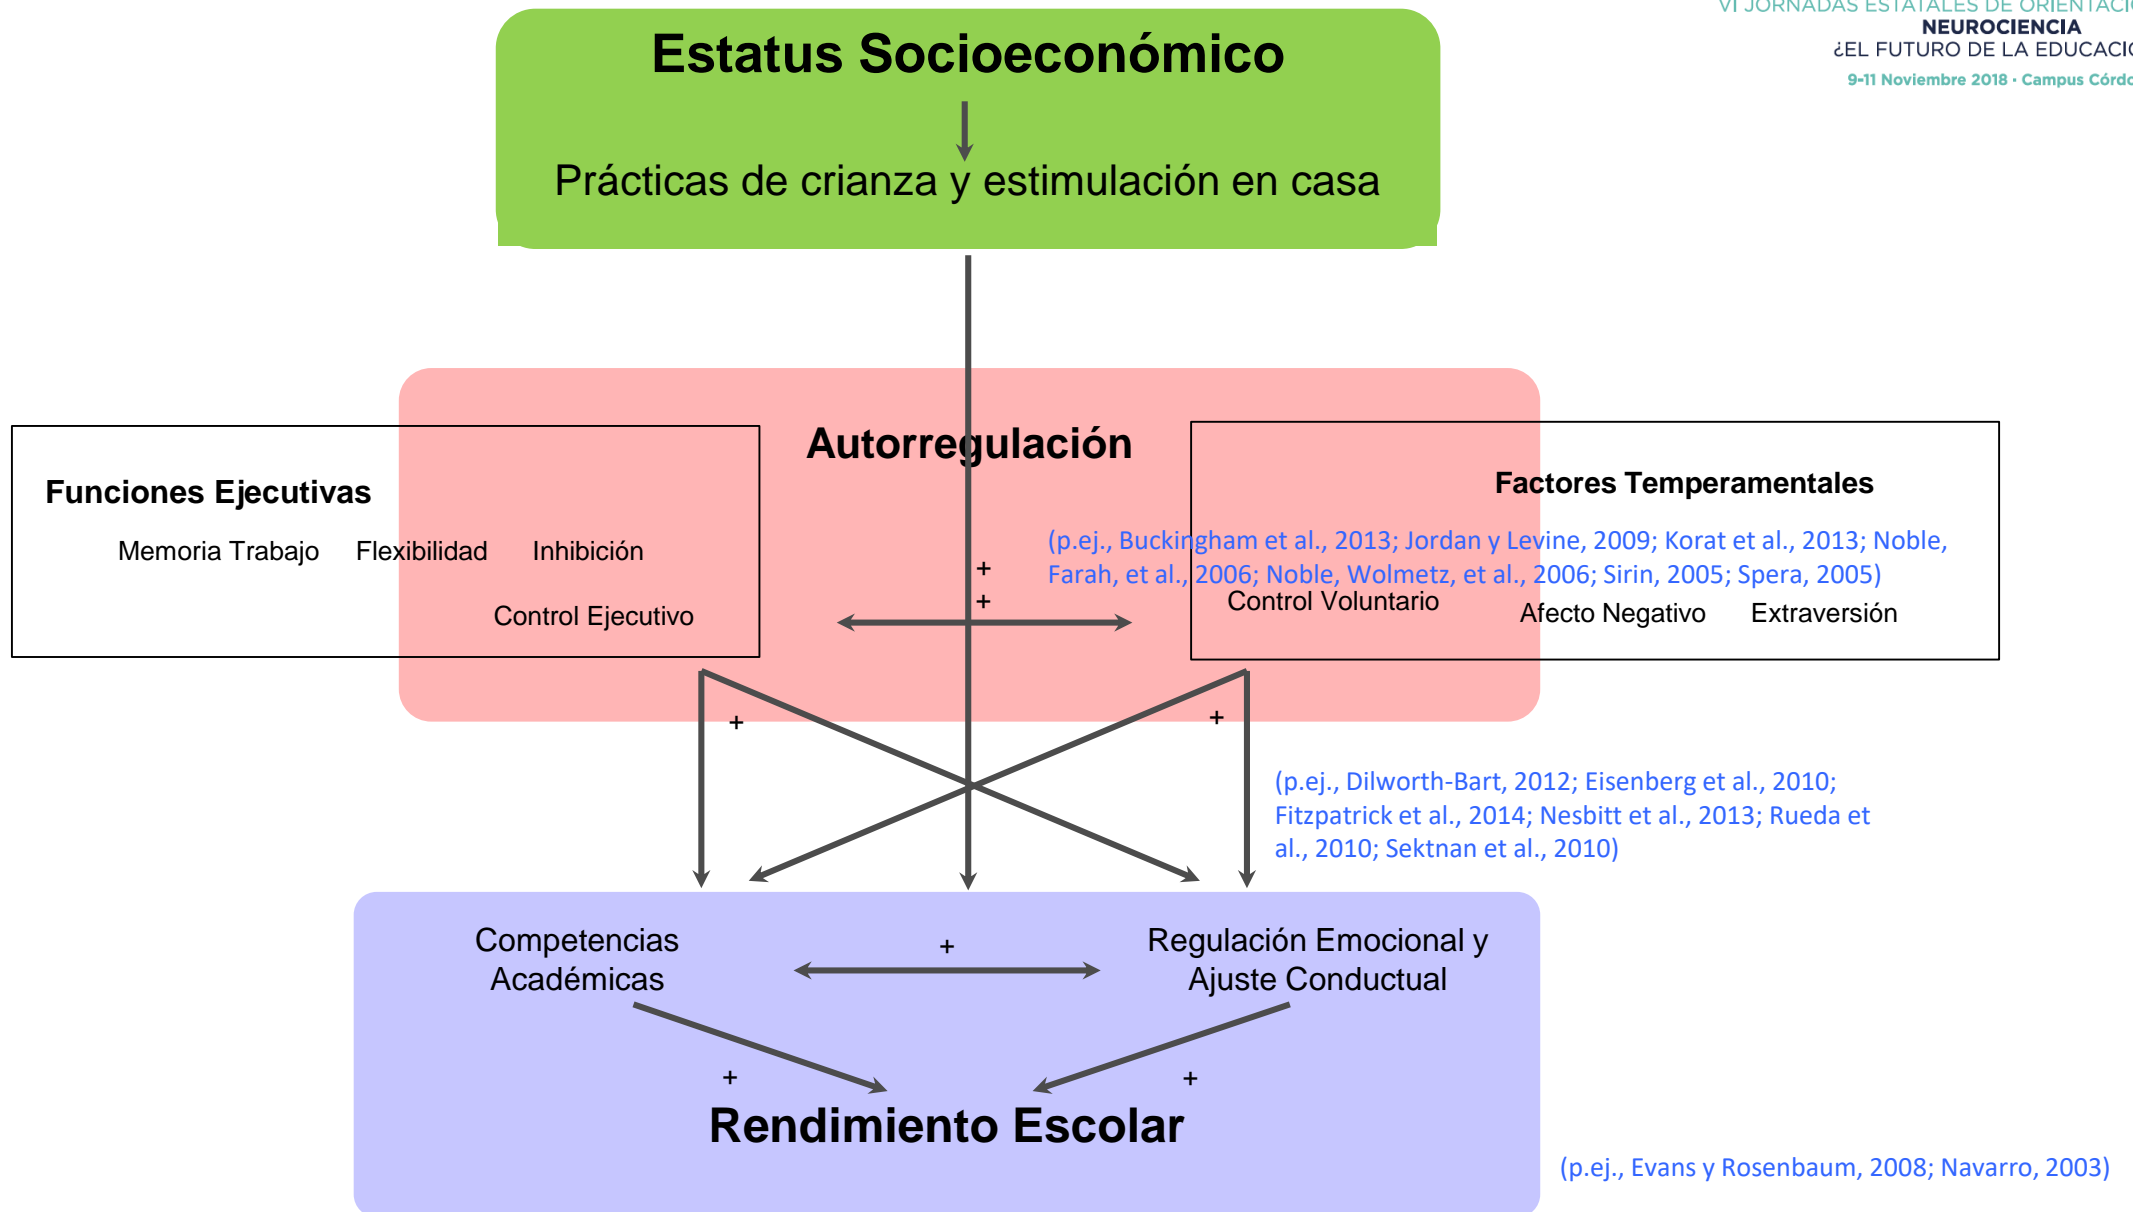 VI JORNADAS ESTATALES DE
NEUROCIENCIA
¿EL FUTURO DE LA
9-11 Noviembre 2018 · Campus
Estatus Socioeconómico
Prácticas de crianza y estimulación en casa
Autorregulación
Funciones Ejecutivas
Memoria Trabajo Flexibilidad Inhibición
Control Ejecutivo
Factores Temperamentales
(p.ej., Buckingham et al., 2013; Jordan y Levine, 2009; Korat et al., 2013; Noble,
Farah, et al., 2006; Noble, Wolmetz, et al., 2006; Sirin, 2005; Spera, 2005)
Control Voluntario
Afecto Negativo Extraversión
+
+
+
+
(p.ej., Dilworth-Bart, 2012; Eisenberg et al., 2010;
Fitzpatrick et al., 2014; Nesbitt et al., 2013; Rueda et
al., 2010; Sektnan et al., 2010)
Competencias
Académicas
+
Regulación Emocional y
Ajuste Conductual
+
+
Rendimiento Escolar
(p.ej., Evans y Rosenbaum, 2008; Navarro, 2003)